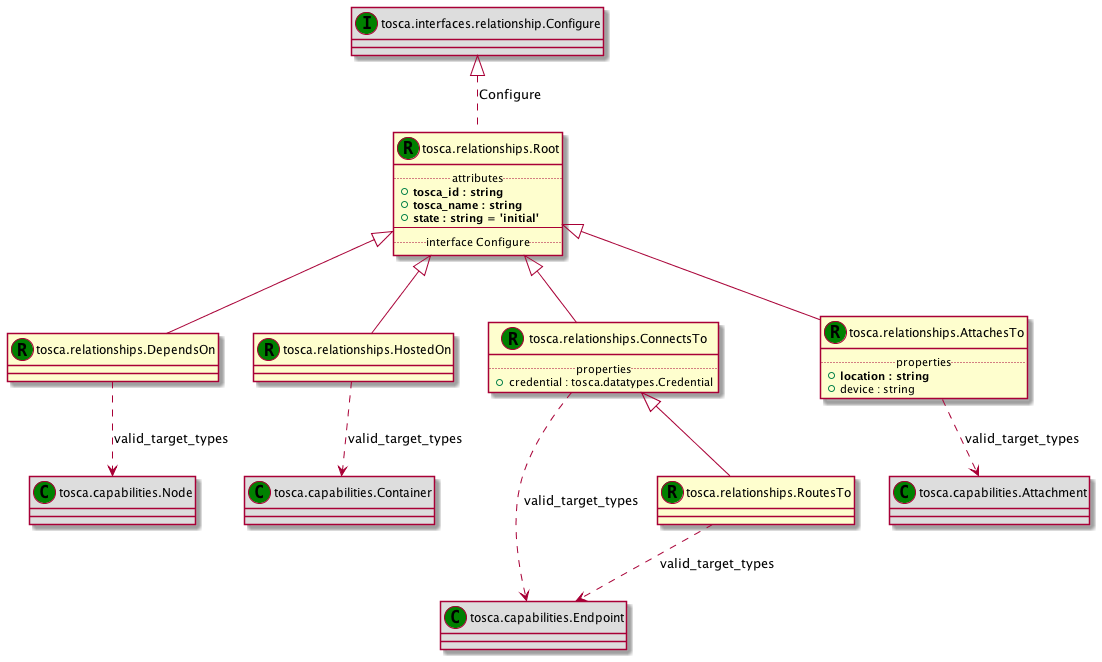 I tosca.interfaces.relationship.Configure
Configure
R tosca.relationships.Root
attributes
tosca_id : string
tosca_name : string
state : string = 'initial'
interface Configure
R tosca.relationships.DependsOn
R tosca.relationships.HostedOn
R tosca.relationships.ConnectsTo
properties
credential : tosca.datatypes.Credential
R tosca.relationships.AttachesTo
properties
location : string
device : string
valid_target_types
valid_target_types
valid_target_types
C tosca.capabilities.Node
C tosca.capabilities.Container
valid_target_types
R tosca.relationships.RoutesTo
C tosca.capabilities.Attachment
valid_target_types
C tosca.capabilities.Endpoint